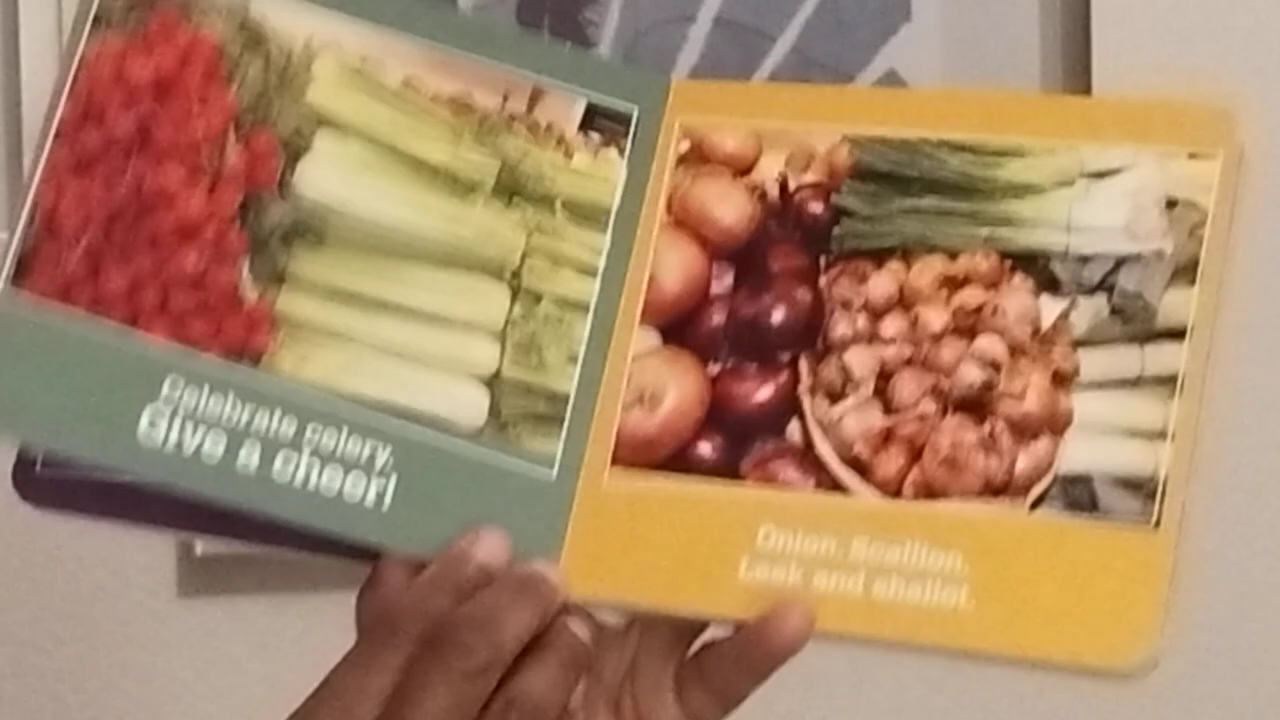 Celebrate celery.
Give a cheer!
Onion. Scallion.
Leek and shallot.